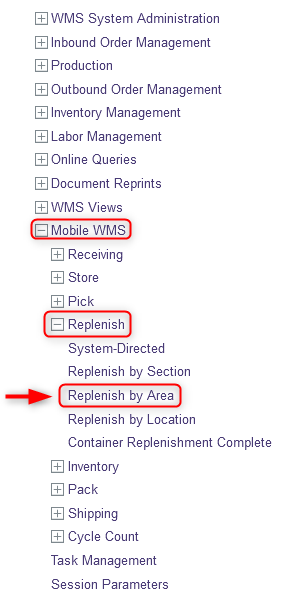 WMS System Administration
Inbound Order Management
Production
Outbound Order Management
Inventory Management
Labor Management
Online Queries
Document Reprints
WMS Views
Mobile WMS
Receiving
Store
Pick
Replenish
System-Directed
Replenish by Section
Replenish by Area
Replenish by Location
Container Replenishment Complete
Inventory
Pack
Shipping
Cycle Count
Task Management
Session Parameters